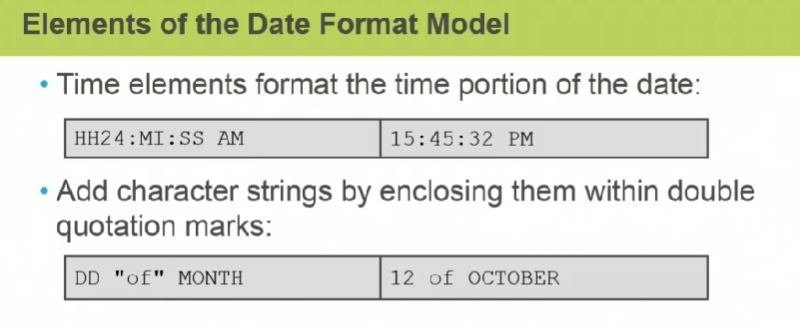 Elements of the Date Format Model
• Time elements format the time portion of the date:
HH24:MI:SS AM 15:45:32 PM
• Add character strings by enclosing them within double
quotation marks:
DD "of" MONTH 12 of OCTOBER